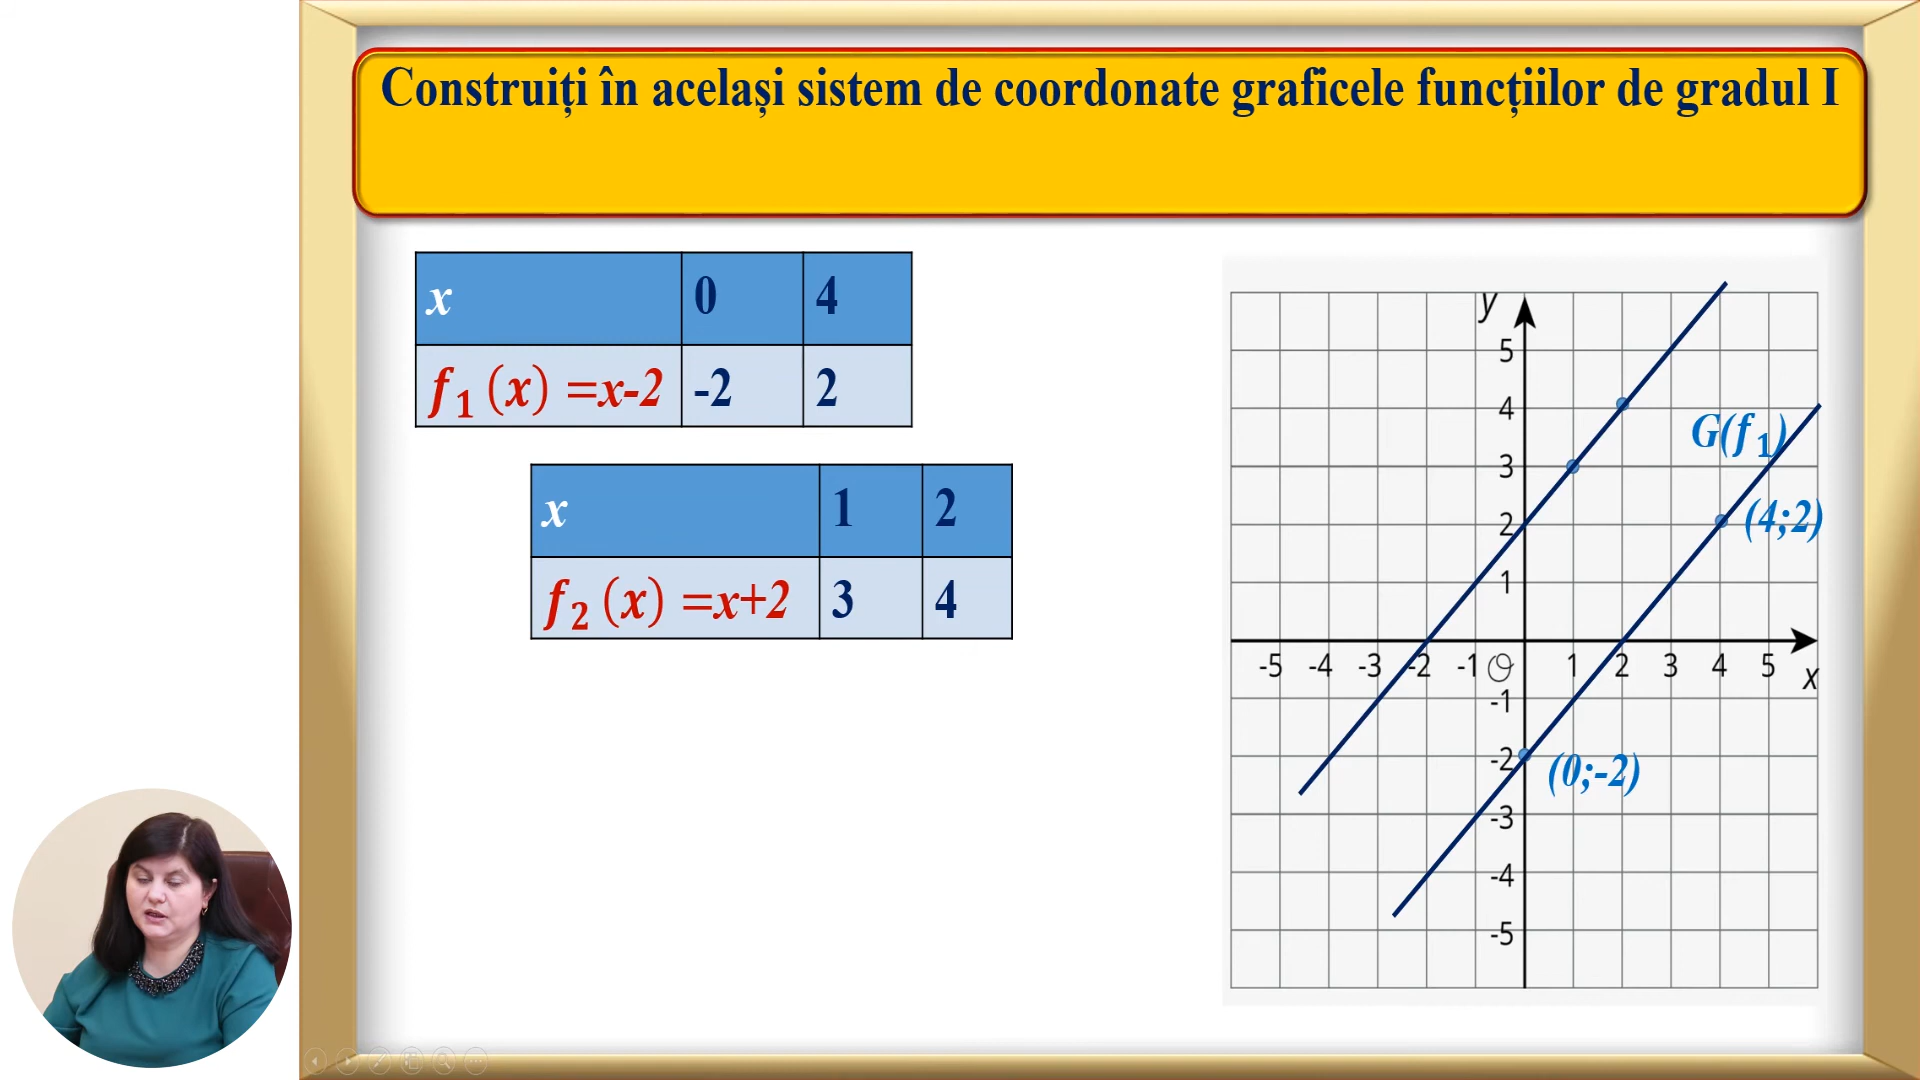 Construiți în același sistem de coordonate graficele funcțiilor de gradul I
x 0 4
f₁ (x) =x-2 -2 2
x 1 2
f₂ (x) =x+2 3 4
y
5
4
G(f₁)
3
(4;2)
2
1
-5 -4 -3 -2 -1 O 1 2 3 4 5 x
-1
-2
(0;-2)
-3
-4
-5